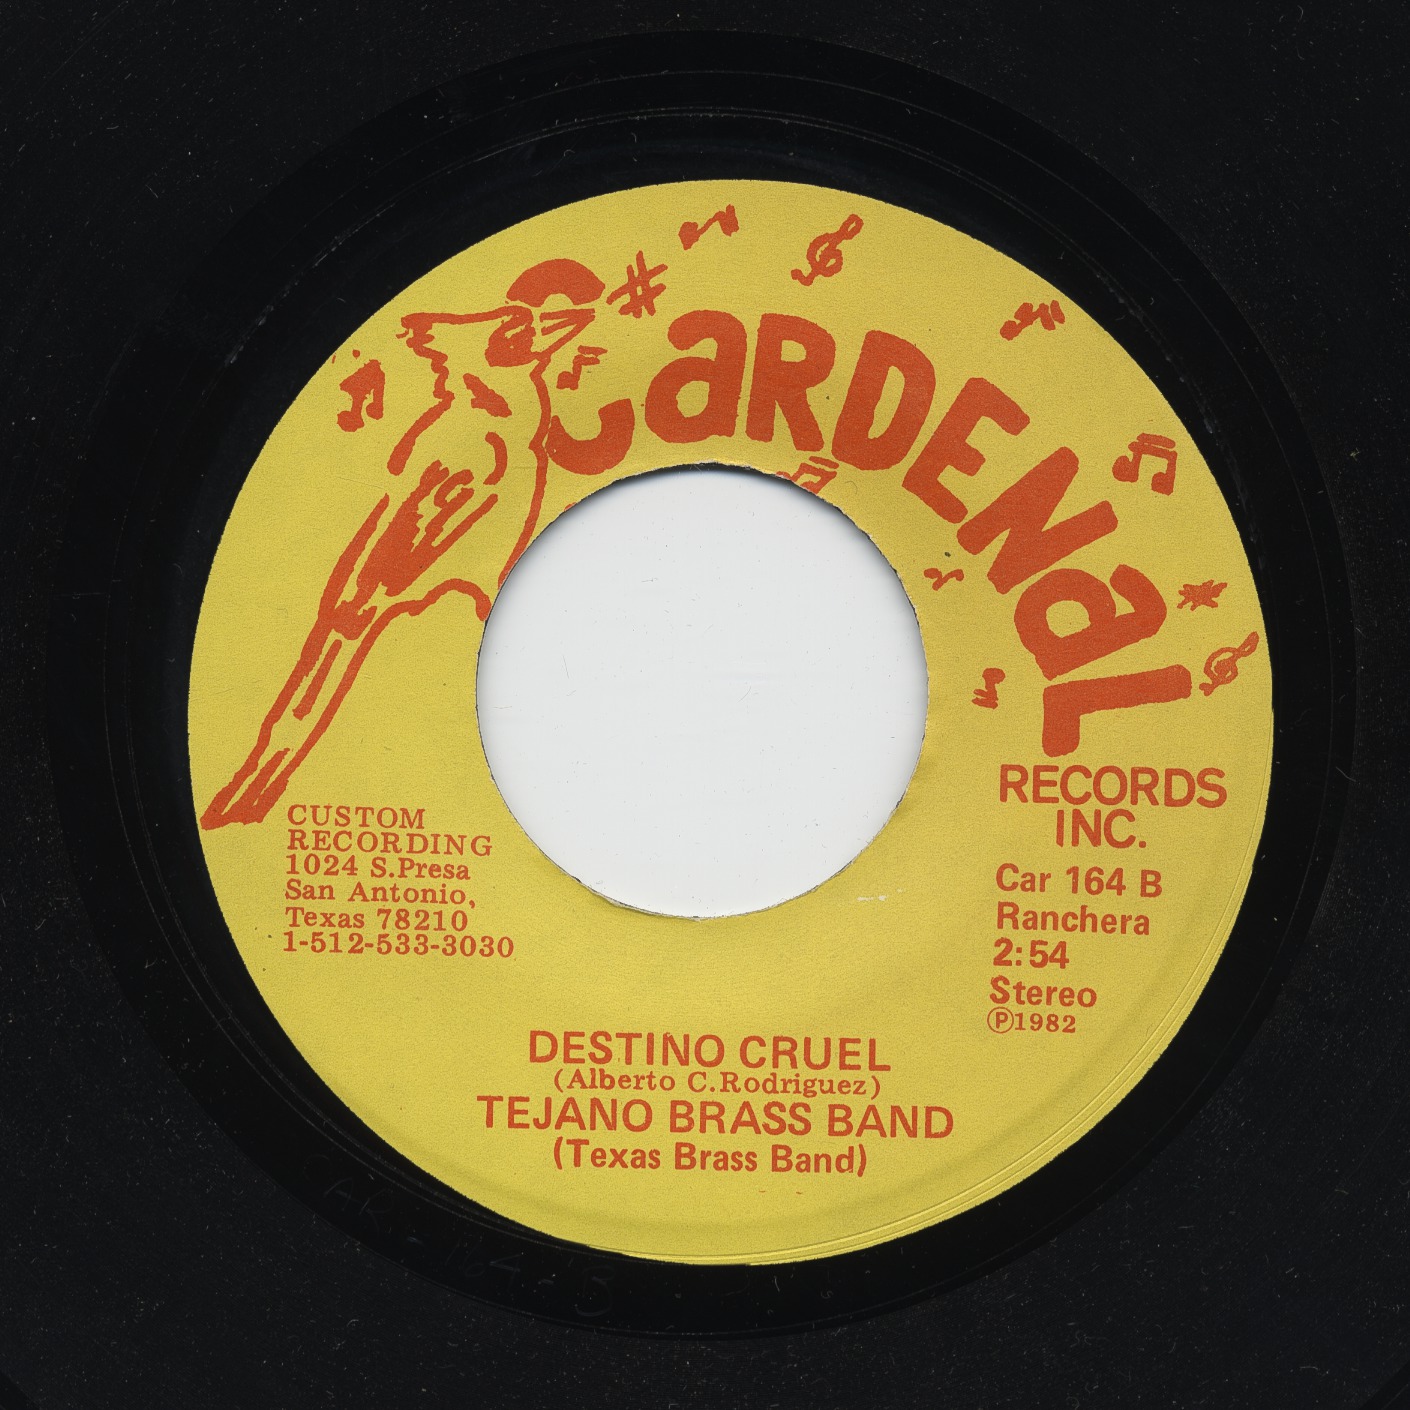 CARDENAL
RECORDS
INC.
Car 164 B
Ranchera
2:54
Stereo
Ⓟ1982
CUSTOM
RECORDING
1024 S.Presa
San Antonio,
Texas 78210
1-512-533-3030
DESTINO CRUEL
(Alberto C.Rodriguez)
TEJANO BRASS BAND
(Texas Brass Band)